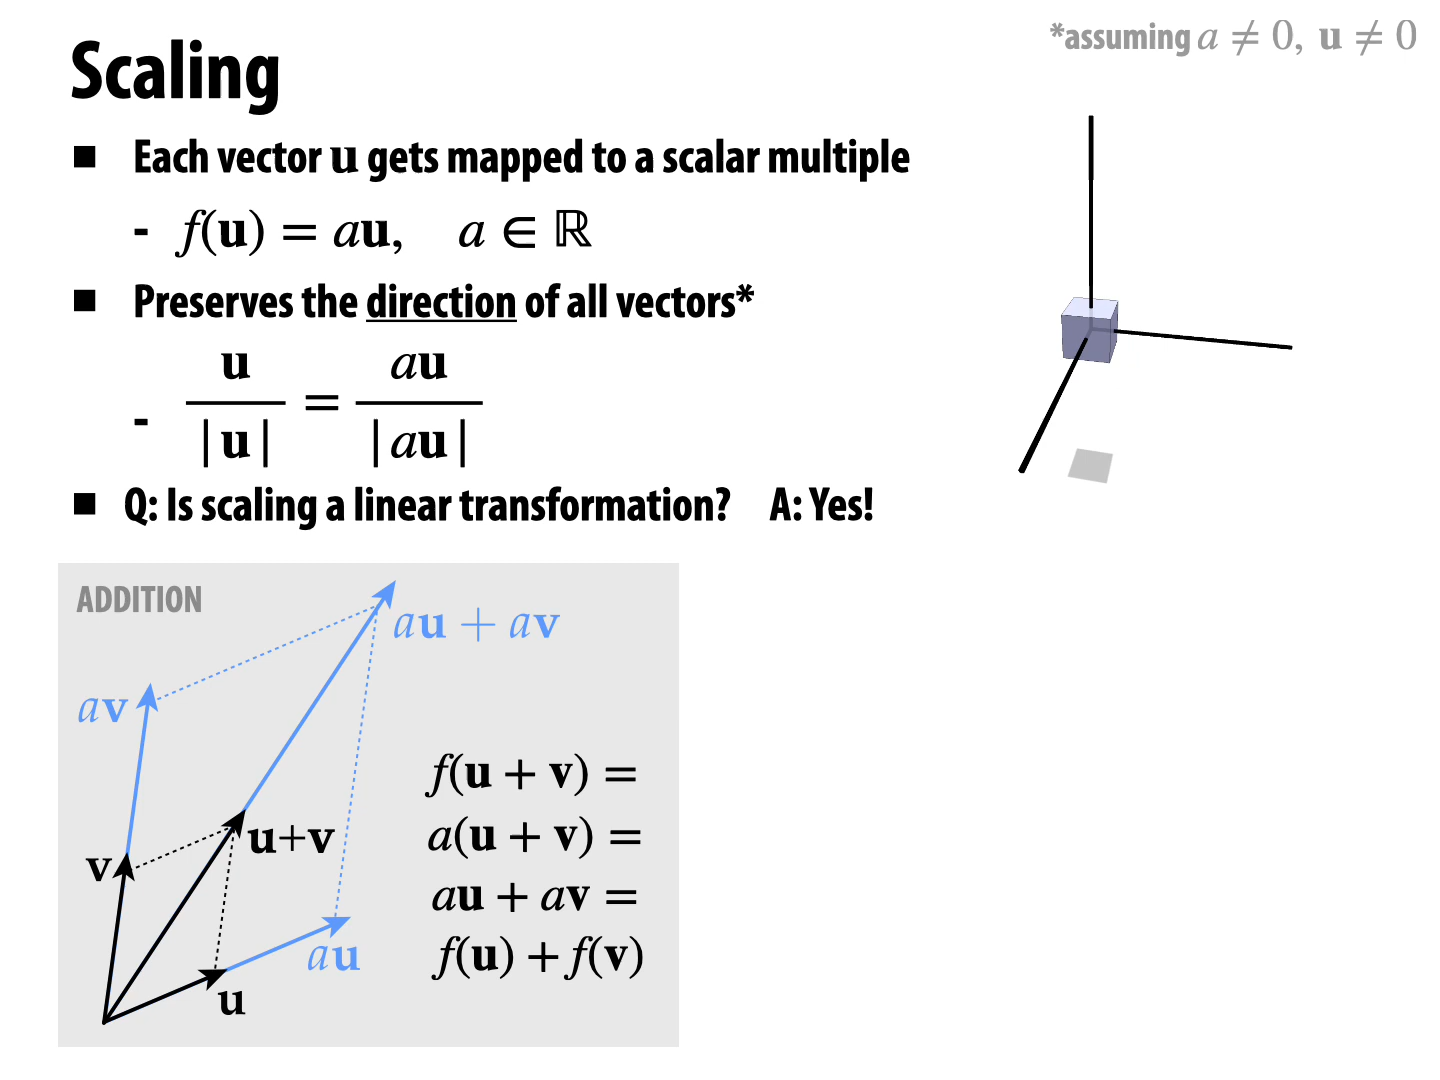 *assuming a ≠ 0, u ≠ 0
Scaling
■ Each vector u gets mapped to a scalar multiple
- f(u) = au, a ∈ ℝ
■ Preserves the direction of all vectors*
- u/|u| = au/|au|
■ Q: Is scaling a linear transformation? A: Yes!
ADDITION
au + av
av
f(u + v) =
a(u + v) =
au + av =
f(u) + f(v)
u+v
v
au
u